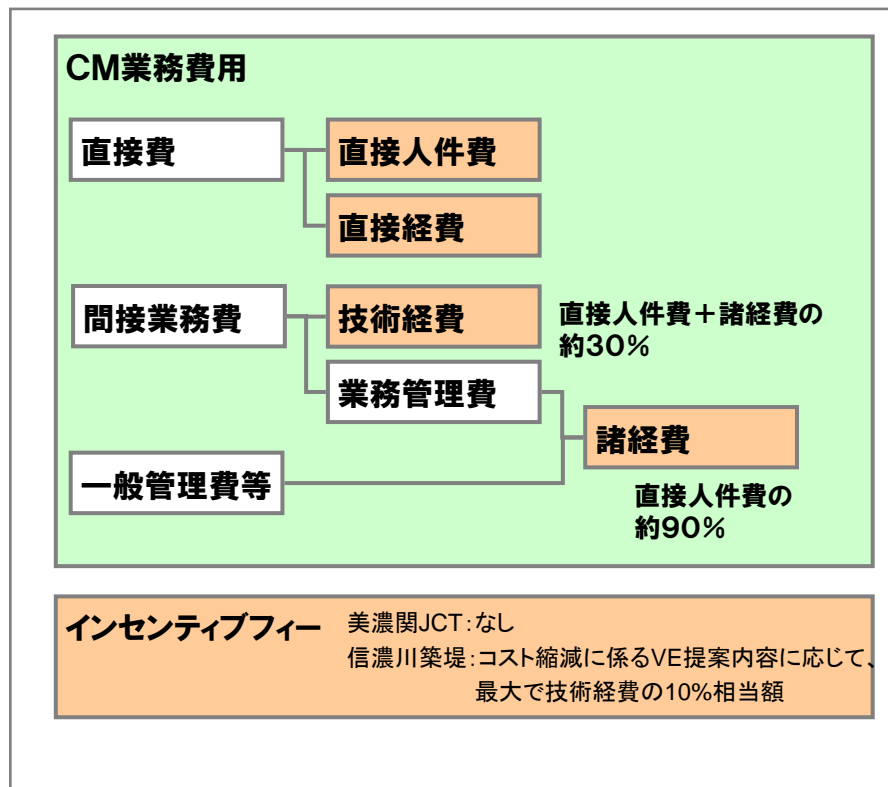 CM業務費用
直接費
直接人件費
直接経費
間接業務費
技術経費
直接人件費＋諸経費の
約30％
業務管理費
諸経費
一般管理費等
直接人件費の
約90％
インセンティブフィー
美濃関JCT：なし
信濃川築堤：コスト縮減に係るVE提案内容に応じて、
最大で技術経費の10％相当額